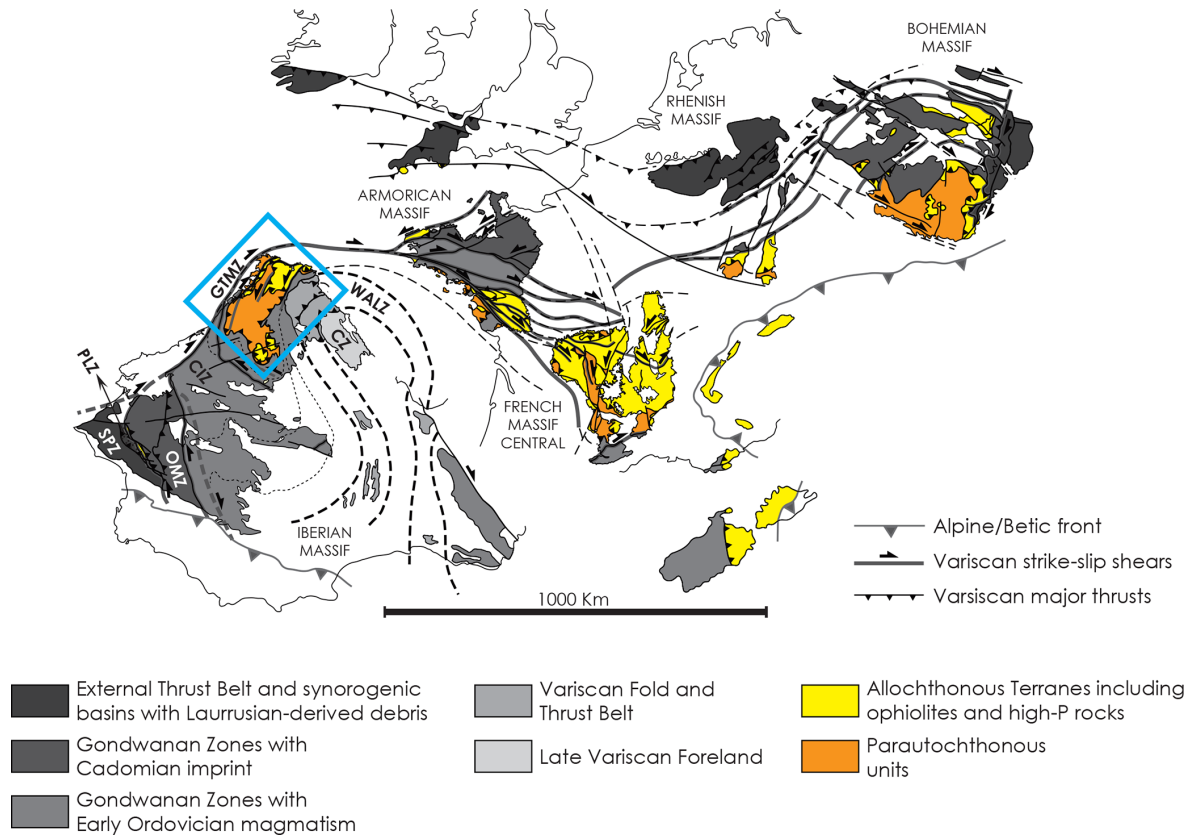 BOHEMIAN
MASSIF
RHENISH
MASSIF
ARMORICAN
MASSIF
GTMZ
WALZ
CZ
PLZ
CIZ
SPZ
OMZ
FRENCH
MASSIF
CENTRAL
IBERIAN
MASSIF
Alpine/Betic front
Variscan strike-slip shears
Varsiscan major thrusts
1000 Km
External Thrust Belt and synorogenic
basins with Laurrusian-derived debris
Gondwanan Zones with
Cadomian imprint
Gondwanan Zones with
Early Ordovician magmatism
Variscan Fold and
Thrust Belt
Late Variscan Foreland
Allochthonous Terranes including
ophiolites and high-P rocks
Parautochthonous
units